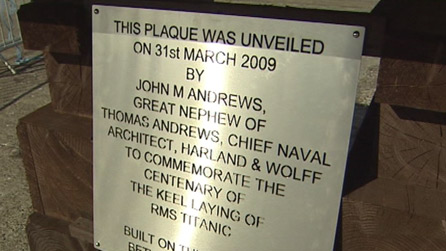 THIS PLAQUE WAS UNVEILED
ON 31st MARCH 2009
BY
JOHN M ANDREWS,
GREAT NEPHEW OF
THOMAS ANDREWS, CHIEF NAVAL
ARCHITECT, HARLAND & WOLFF
TO COMMEMORATE THE
CENTENARY OF
THE KEEL LAYING OF
RMS TITANIC
BUILT ON